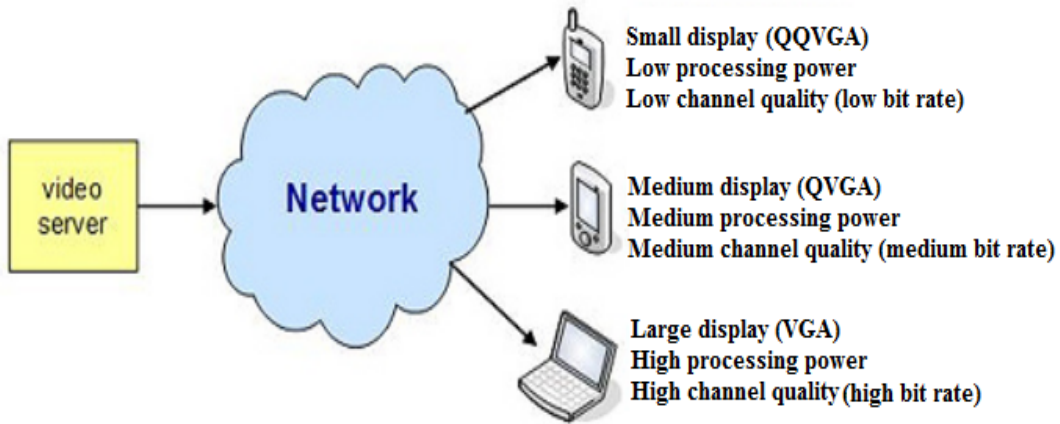 video
server
Network
Small display (QQVGA)
Low processing power
Low channel quality (low bit rate)
Medium display (QVGA)
Medium processing power
Medium channel quality (medium bit rate)
Large display (VGA)
High processing power
High channel quality (high bit rate)